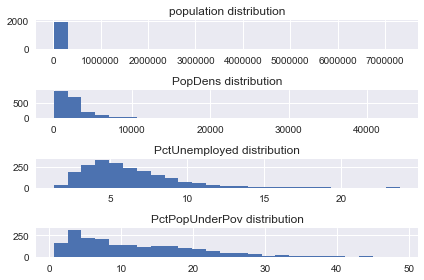 population distribution
2000
0
0 1000000 2000000 3000000 4000000 5000000 6000000 7000000
PopDens distribution
500
0
0 10000 20000 30000 40000
PctUnemployed distribution
250
0
5 10 15 20
PctPopUnderPov distribution
250
0
0 10 20 30 40 50